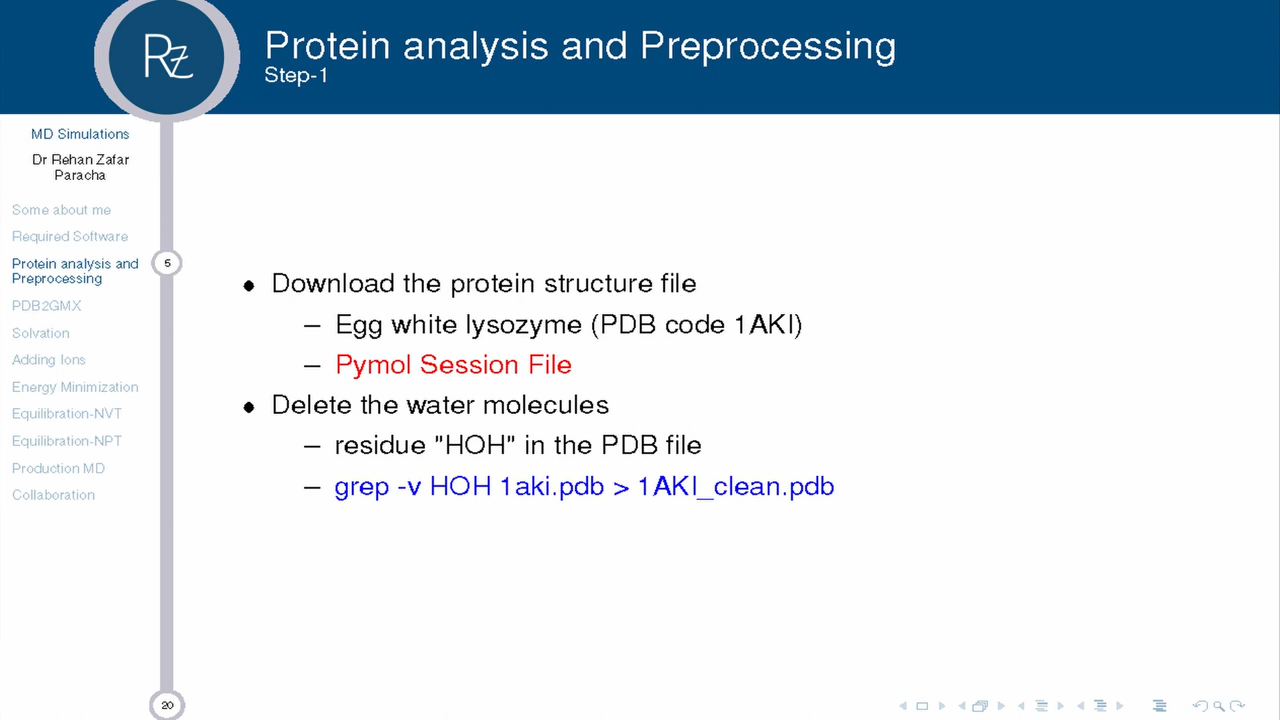 Rz
Protein analysis and Preprocessing
Step-1
MD Simulations
Dr Rehan Zafar
Paracha
Some about me
Required Software
Protein analysis and
Preprocessing
PDB2GMX
Solvation
Adding Ions
Energy Minimization
Equilibration-NVT
Equilibration-NPT
Production MD
Collaboration
5
20
• Download the protein structure file
– Egg white lysozyme (PDB code 1AKI)
– Pymol Session File
• Delete the water molecules
– residue "HOH" in the PDB file
– grep -v HOH 1aki.pdb > 1AKI_clean.pdb